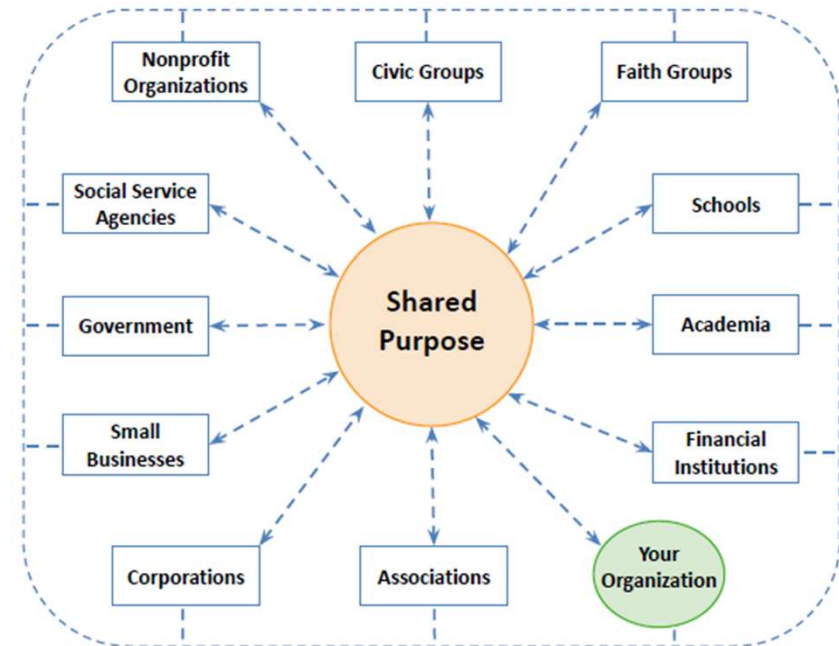 Nonprofit
Organizations
Civic Groups
Faith Groups
Social Service
Agencies
Schools
Shared
Purpose
Government
Academia
Small
Businesses
Financial
Institutions
Corporations
Associations
Your
Organization